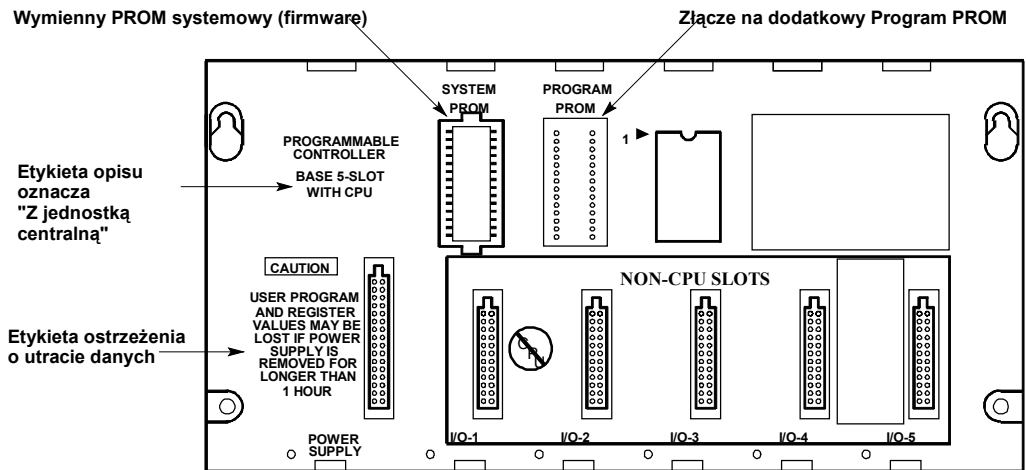 Wymienny PROM systemowy (firmware)
Złącze na dodatkowy Program PROM
SYSTEM
PROM
PROGRAM
PROM
1
PROGRAMMABLE
CONTROLLER
BASE 5-SLOT
WITH CPU
Etykieta opisu
oznacza
"Z jednostką
centralną"
CAUTION
USER PROGRAM
AND REGISTER
VALUES MAY BE
LOST IF POWER
SUPPLY IS
REMOVED FOR
LONGER THAN
1 HOUR
Etykieta ostrzeżenia
o utracie danych
NON-CPU SLOTS
CPU
POWER
SUPPLY
I/O-1
I/O-2
I/O-3
I/O-4
I/O-5